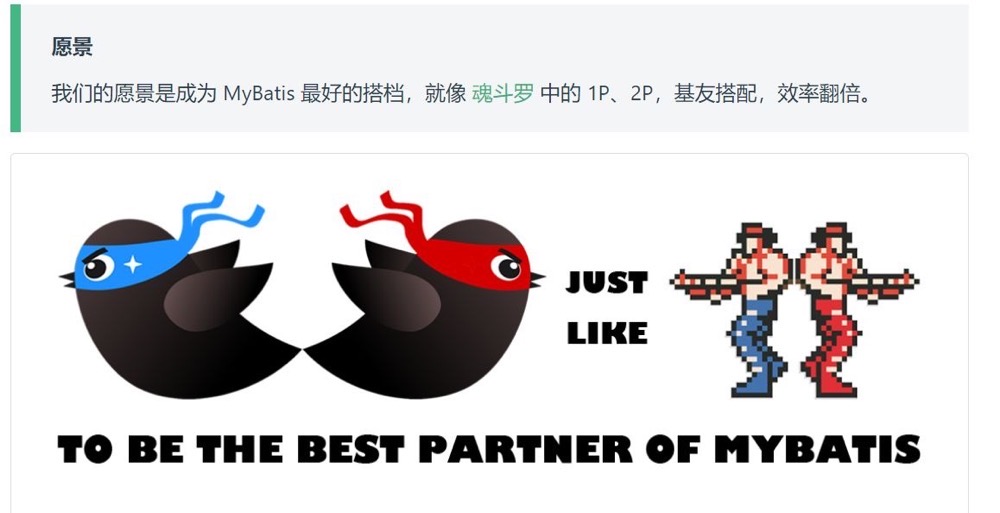 愿景
我们的愿景是成为 MyBatis 最好的搭档，就像 魂斗罗 中的 1P、2P，基友搭配，效率翻倍。
JUST
LIKE
TO BE THE BEST PARTNER OF MYBATIS